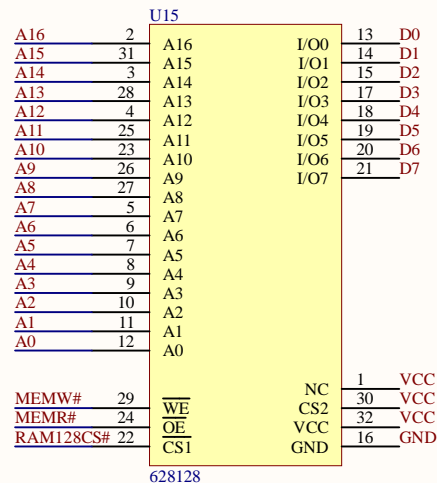 U15
A16 2 A16 I/O0 13 D0
A15 31 A15 I/O1 14 D1
A14 3 A14 I/O2 15 D2
A13 28 A13 I/O3 17 D3
A12 4 A12 I/O4 18 D4
A11 25 A11 I/O5 19 D5
A10 23 A10 I/O6 20 D6
A9 26 A9 I/O7 21 D7
A8 27 A8
A7 5 A7
A6 6 A6
A5 7 A5
A4 8 A4
A3 9 A3
A2 10 A2
A1 11 A1
A0 12 A0
NC 1 VCC
MEMW# 29 WE CS2 30 VCC
MEMR# 24 OE VCC 32 VCC
RAM128CS# 22 CS1 GND 16 GND
628128